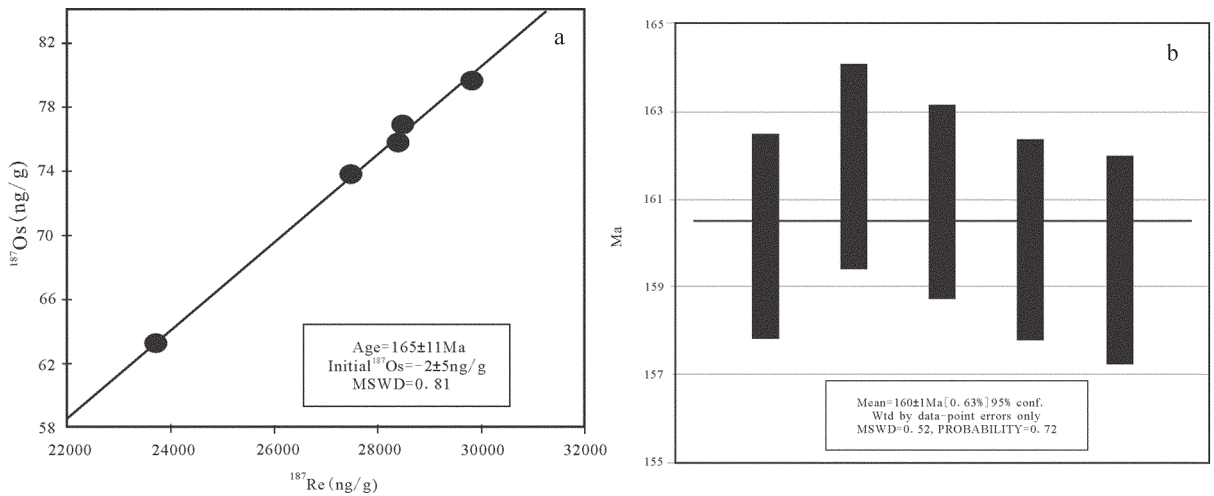 a
82
78
74
70
66
62
58
¹⁸⁷Os(ng/g)
Age=165±11Ma
Initial¹⁸⁷Os=-2±5ng/g
MSWD=0. 81
22000 24000 26000 28000 30000 32000
¹⁸⁷Re(ng/g)
b
165
163
161
159
157
155
Ma
Mean=160±1Ma[0. 63%]95% conf.
Wtd by data-point errors only
MSWD=0. 52, PROBABILITY=0. 72